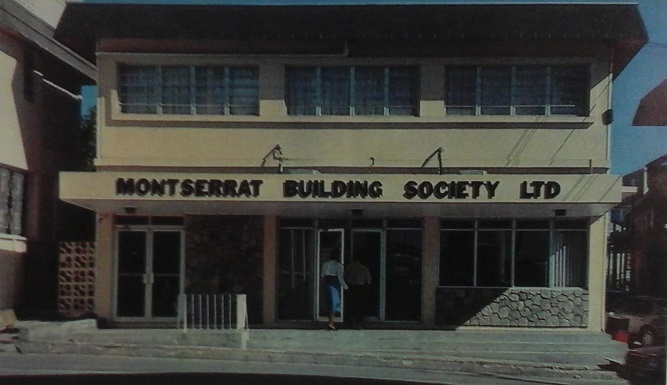 MONTSERRAT BUILDING SOCIETY LTD